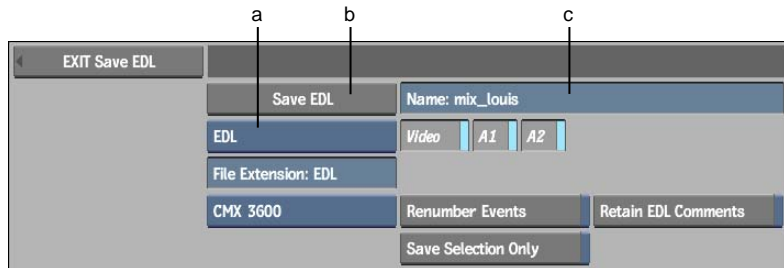 a b c
EXIT Save EDL
Save EDL Name: mix_louis
EDL Video A1 A2
File Extension: EDL
CMX 3600 Renumber Events Retain EDL Comments
Save Selection Only